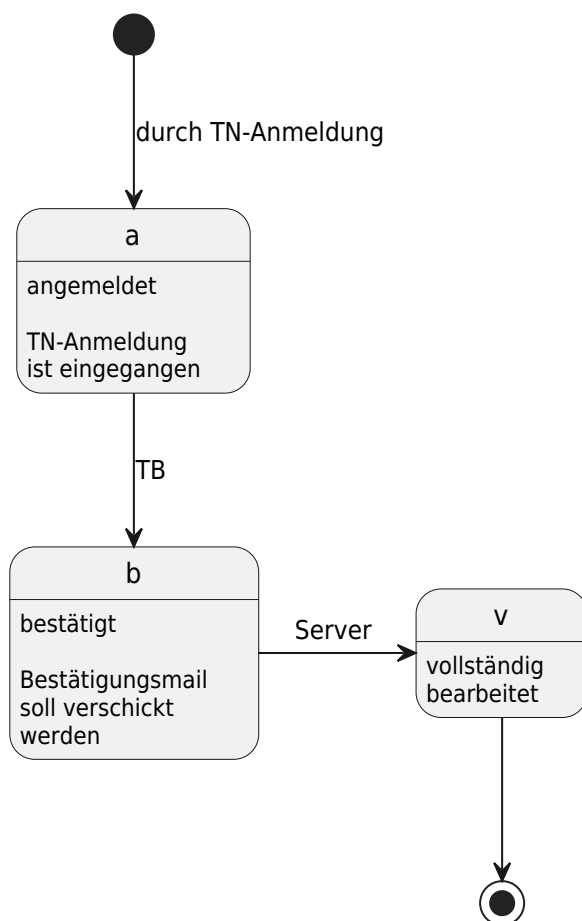 durch TN-Anmeldung
a
angemeldet
TN-Anmeldung
ist eingegangen
TB
b
bestätigt
Bestätigungsmail
soll verschickt
werden
Server
v
vollständig
bearbeitet